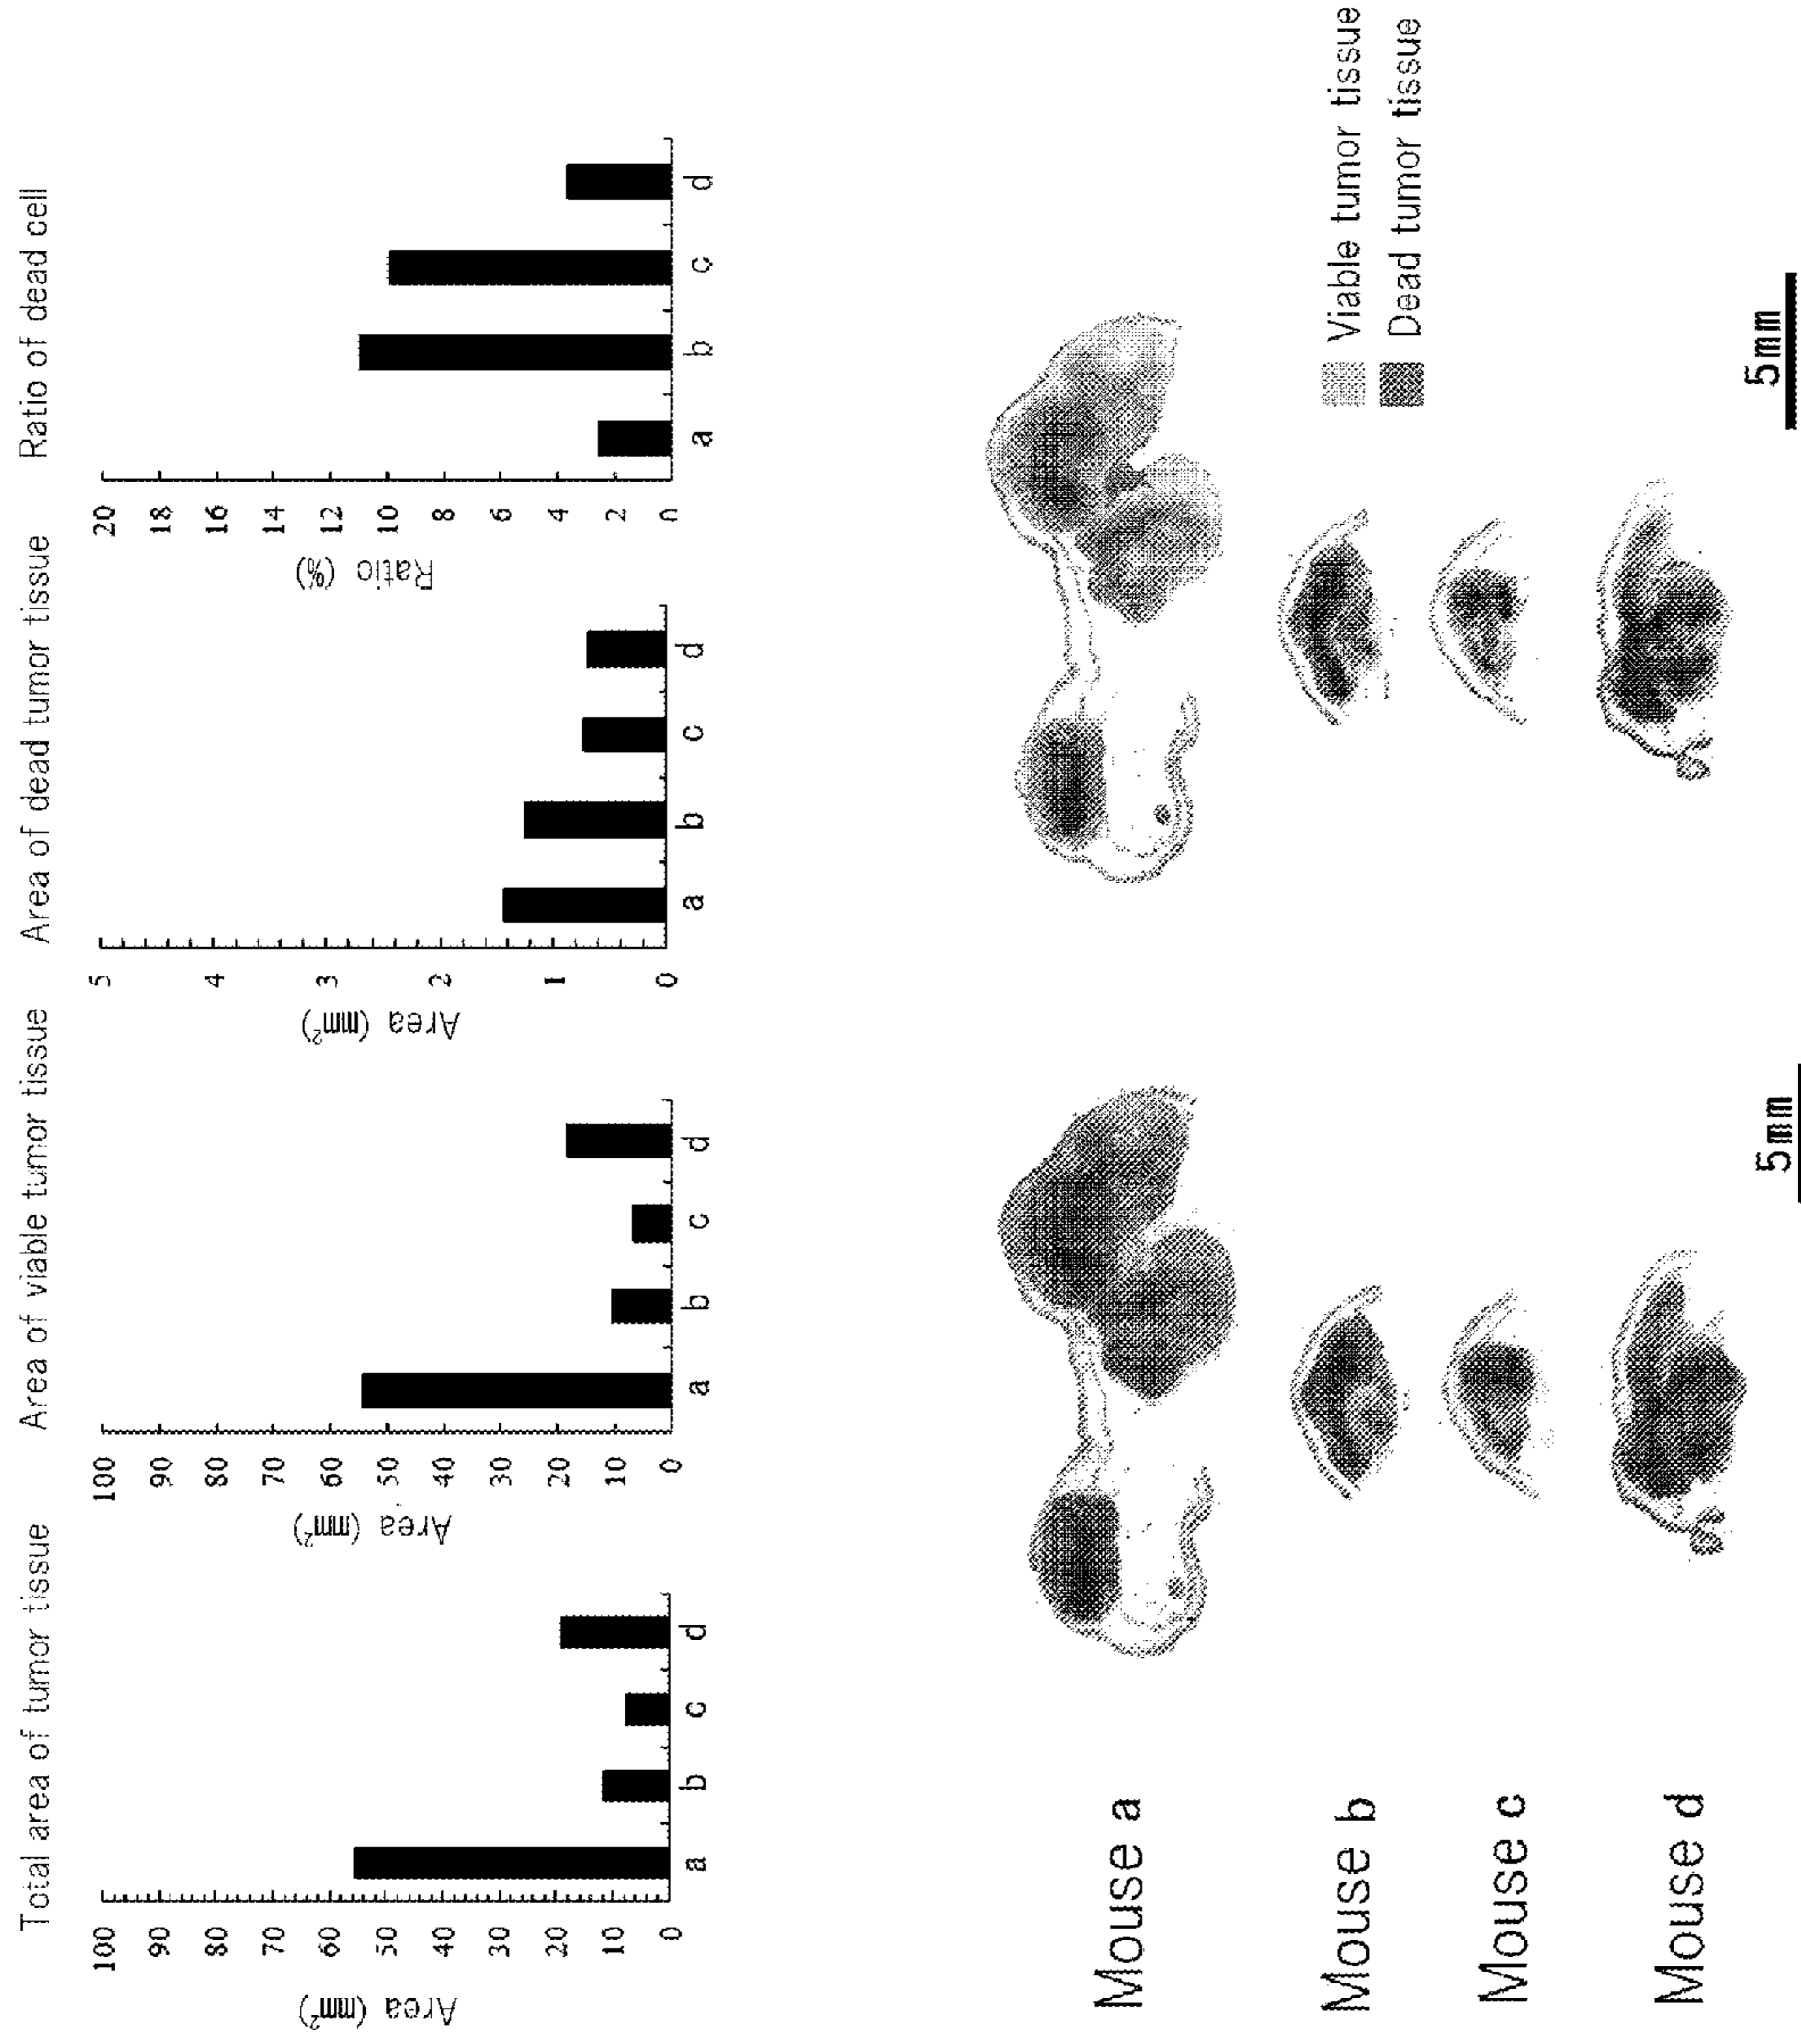 Total area of tumor tissue
Area (mm²)
100
90
80
70
60
50
40
30
20
10
0
a b c d
Area of viable tumor tissue
Area (mm²)
100
90
80
70
60
50
40
30
20
10
0
a b c d
Area of dead tumor tissue
Area (mm²)
5
4
3
2
1
0
a b c d
Ratio of dead cell
Ratio (%)
20
18
16
14
12
10
8
6
4
2
0
a b c d
Mouse a
Mouse b
Mouse c
Mouse d
Viable tumor tissue
Dead tumor tissue
5mm
5mm